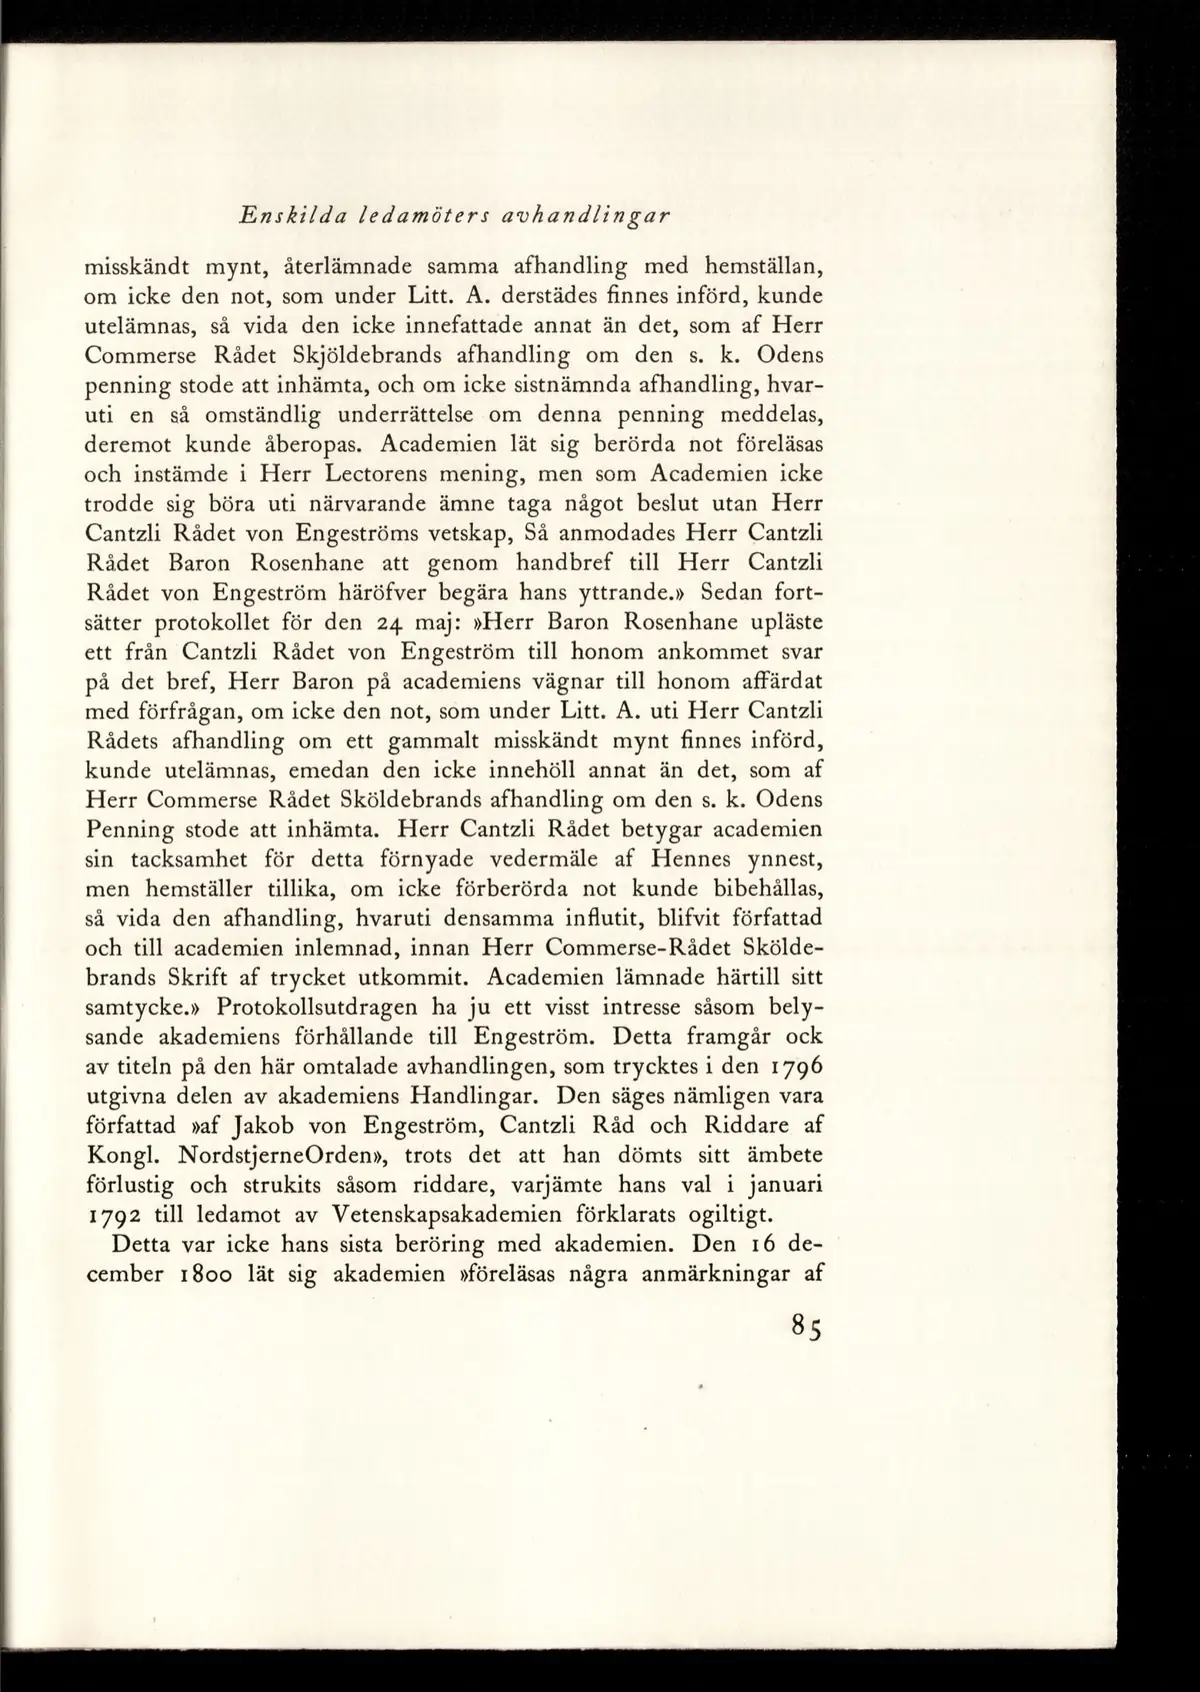 Enskilda ledamöters avhandlingar
misskändt mynt, återlämnade samma afhandling med hemställan,
om icke den not, som under Litt. A. derstädes finnes införd, kunde
utelämnas, så vida den icke innefattade annat än det, som af Herr
Commerse Rådet Skjöldebrands afhandling om den s. k. Odens
penning stode att inhämta, och om icke sistnämnda afhandling, hvar-
uti en så omständlig underrättelse om denna penning meddelas,
deremot kunde åberopas. Academien lät sig berörda not föreläsas
och instämde i Herr Lectorens mening, men som Academien icke
trodde sig böra uti närvarande ämne taga något beslut utan Herr
Cantzli Rådet von Engeströms vetskap, Så anmodades Herr Cantzli
Rådet Baron Rosenhane att genom handbref till Herr Cantzli
Rådet von Engeström häröfver begära hans yttrande.» Sedan fort-
sätter protokollet för den 24 maj: »Herr Baron Rosenhane upläste
ett från Cantzli Rådet von Engeström till honom ankommet svar
på det bref, Herr Baron på academiens vägnar till honom affärdat
med förfrågan, om icke den not, som under Litt. A. uti Herr Cantzli
Rådets afhandling om ett gammalt misskändt mynt finnes införd,
kunde utelämnas, emedan den icke innehöll annat än det, som af
Herr Commerse Rådet Sköldebrands afhandling om den s. k. Odens
Penning stode att inhämta. Herr Cantzli Rådet betygar academien
sin tacksamhet för detta förnyade vedermäle af Hennes ynnest,
men hemställer tillika, om icke förberörda not kunde bibehållas,
så vida den afhandling, hvaruti densamma influtit, blifvit författad
och till academien inlemnad, innan Herr Commerse-Rådet Skölde-
brands Skrift af trycket utkommit. Academien lämnade härtill sitt
samtycke.» Protokollsutdragen ha ju ett visst intresse såsom bely-
sande akademiens förhållande till Engeström. Detta framgår ock
av titeln på den här omtalade avhandlingen, som trycktes i den 1796
utgivna delen av akademiens Handlingar. Den säges nämligen vara
författad »af Jakob von Engeström, Cantzli Råd och Riddare af
Kongl. NordstjerneOrden», trots det att han dömts sitt ämbete
förlustig och strukits såsom riddare, varjämte hans val i januari
1792 till ledamot av Vetenskapsakademien förklarats ogiltigt.
Detta var icke hans sista beröring med akademien. Den 16 de-
cember 1800 lät sig akademien »föreläsas några anmärkningar af
85